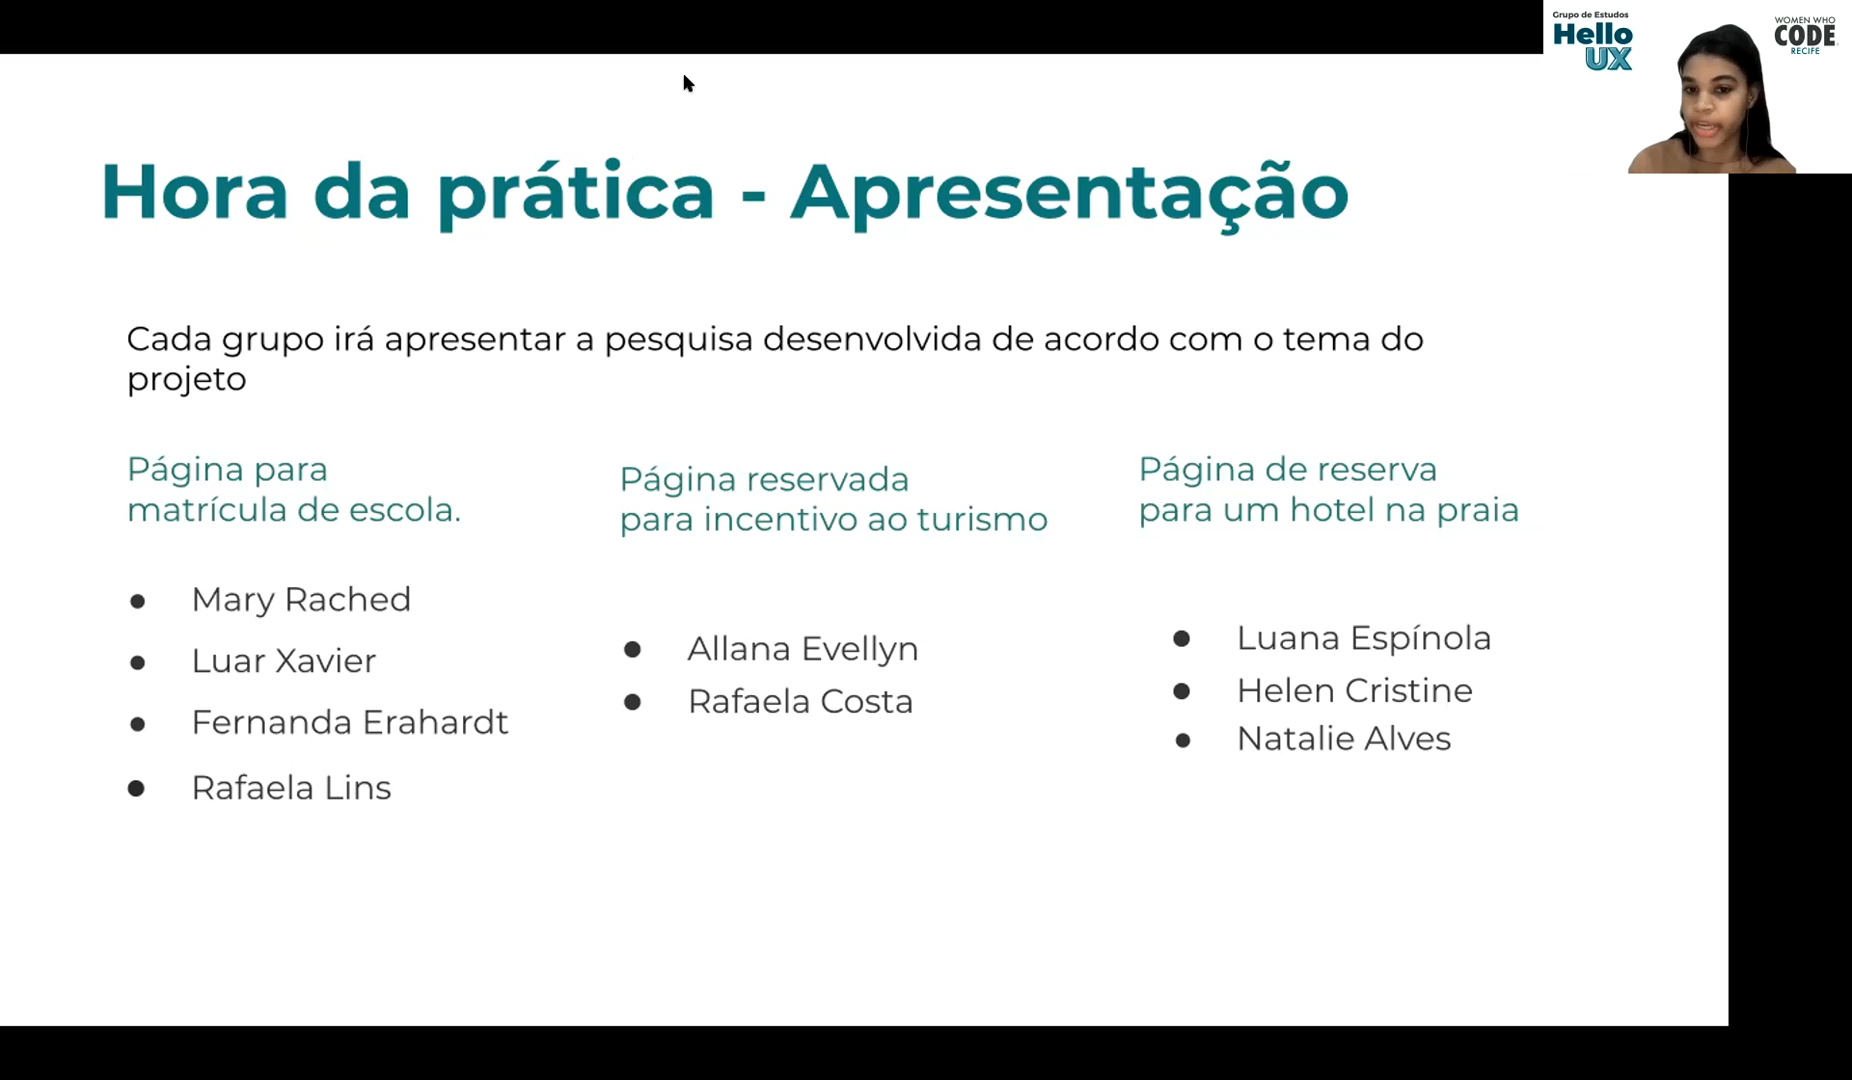 Grupo de Estudos
Hello
UX
WOMEN WHO
CODE
RECIFE
Hora da prática - Apresentação
Cada grupo irá apresentar a pesquisa desenvolvida de acordo com o tema do
projeto
Página para
matrícula de escola.
Mary Rached
Luar Xavier
Fernanda Erahardt
Rafaela Lins
Página reservada
para incentivo ao turismo
Allana Evellyn
Rafaela Costa
Página de reserva
para um hotel na praia
Luana Espínola
Helen Cristine
Natalie Alves